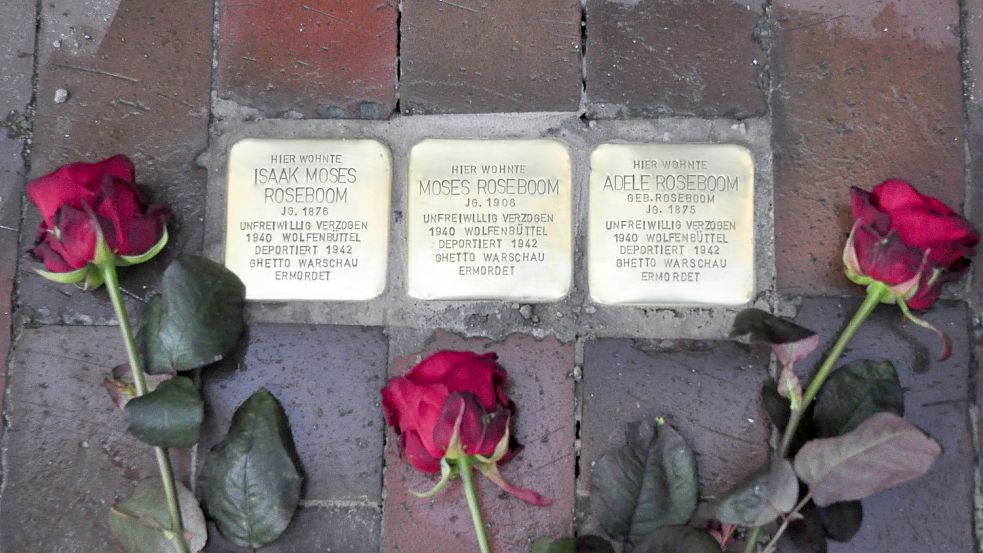 HIER WOHNTE
ISAAK MOSES
ROSEBOOM
JG. 1876
UNFREIWILLIG VERZOGEN
1940 WOLFENBÜTTEL
DEPORTIERT 1942
GHETTO WARSCHAU
ERMORDET
HIER WOHNTE
MOSES ROSEBOOM
JG. 1906
UNFREIWILLIG VERZOGEN
1940 WOLFENBÜTTEL
DEPORTIERT 1942
GHETTO WARSCHAU
ERMORDET
HIER WOHNTE
ADELE ROSEBOOM
GEB. ROSEBOOM
JG. 1875
UNFREIWILLIG VERZOGEN
1940 WOLFENBÜTTEL
DEPORTIERT 1942
GHETTO WARSCHAU
ERMORDET